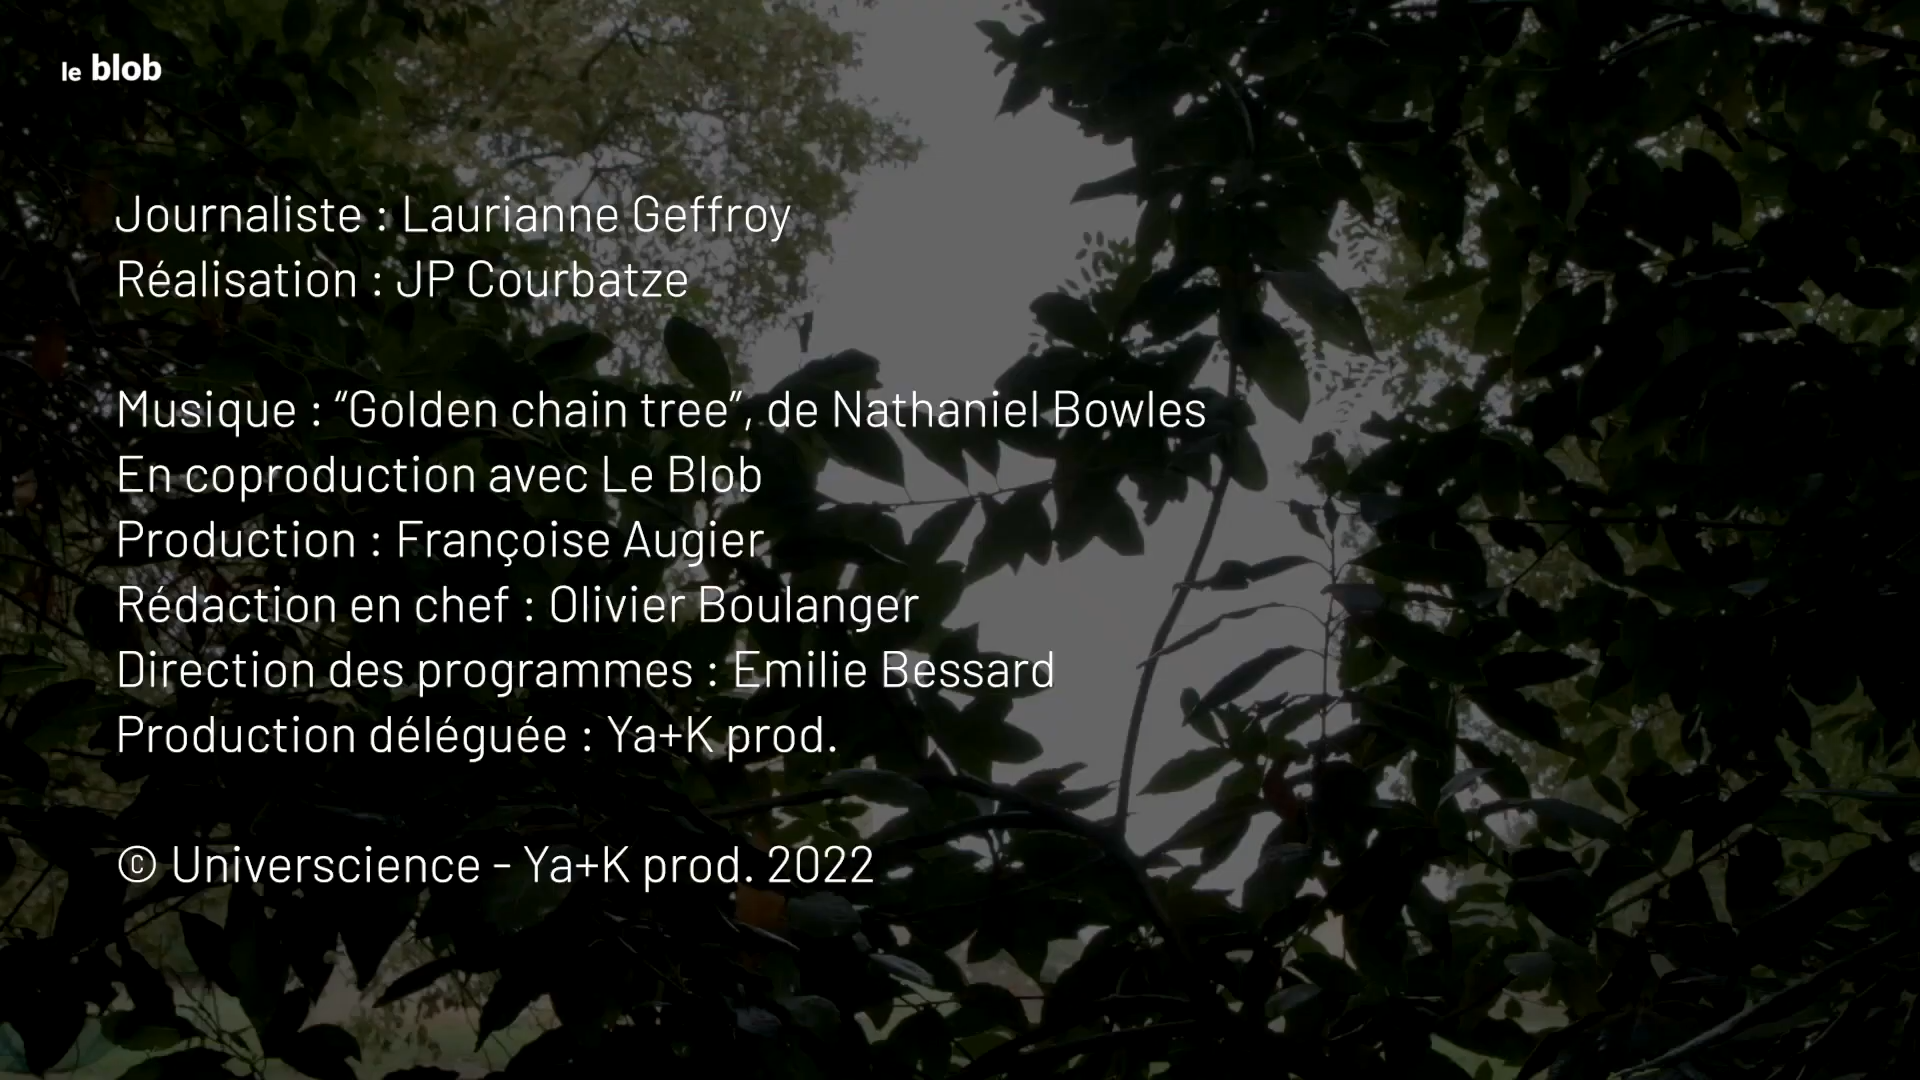 le blob
Journaliste : Laurianne Geffroy
Réalisation : JP Courbatze
Musique : “Golden chain tree”, de Nathaniel Bowles
En coproduction avec Le Blob
Production : Françoise Augier
Rédaction en chef : Olivier Boulanger
Direction des programmes : Emilie Bessard
Production déléguée : Ya+K prod.
© Universcience - Ya+K prod. 2022